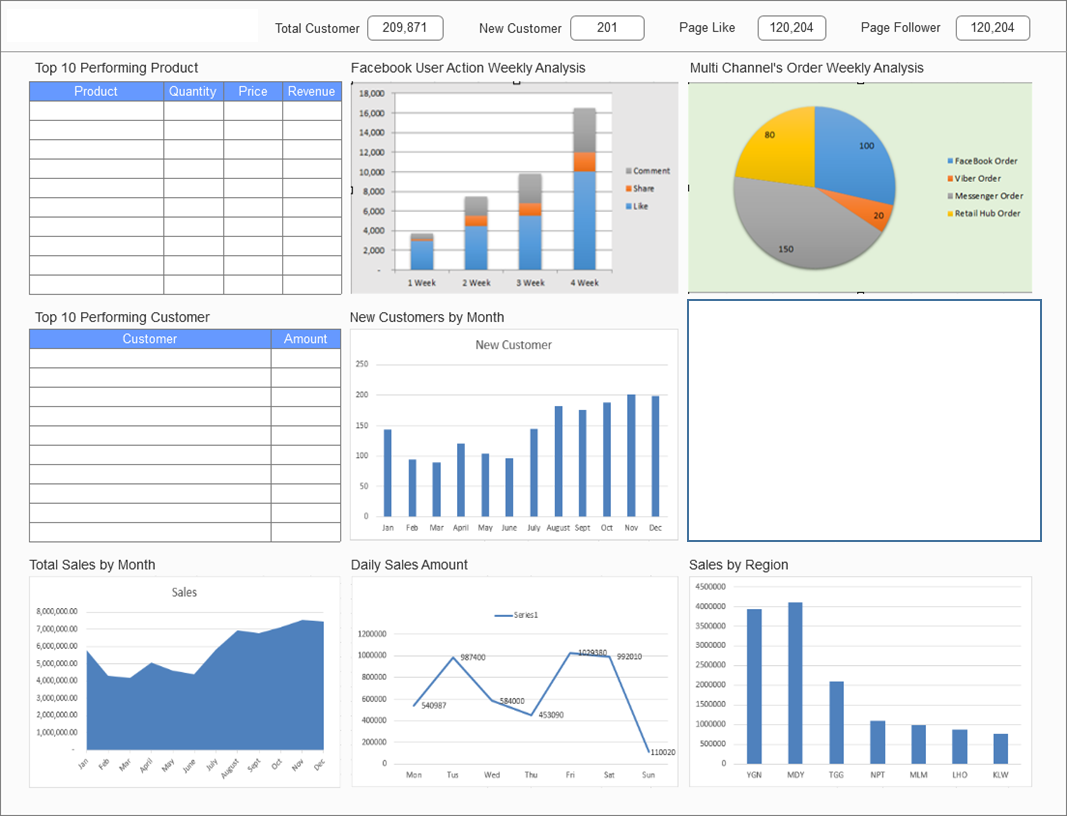 Total Customer 209,871 New Customer 201 Page Like 120,204 Page Follower 120,204
Top 10 Performing Product
Product Quantity Price Revenue
Facebook User Action Weekly Analysis
18,000
16,000
14,000
12,000
10,000
8,000
6,000
4,000
2,000
-
1 Week 2 Week 3 Week 4 Week
Comment
Share
Like
Multi Channel's Order Weekly Analysis
80
100
20
150
FaceBook Order
Viber Order
Messenger Order
Retail Hub Order
Top 10 Performing Customer
Customer Amount
New Customers by Month
New Customer
250
200
150
100
50
0
Jan Feb Mar April May June July August Sept Oct Nov Dec
Total Sales by Month
Sales
8,000,000.00
7,000,000.00
6,000,000.00
5,000,000.00
4,000,000.00
3,000,000.00
2,000,000.00
1,000,000.00
-
Jan Feb Mar April May June July August Sept Oct Nov Dec
Daily Sales Amount
Series1
1200000
1000000
800000
600000
400000
200000
0
540987
987400
584000
453090
1029380
992010
110020
Mon Tus Wed Thu Fri Sat Sun
Sales by Region
4500000
4000000
3500000
3000000
2500000
2000000
1500000
1000000
500000
0
YGN MDY TGG NPT MLM LHO KLW